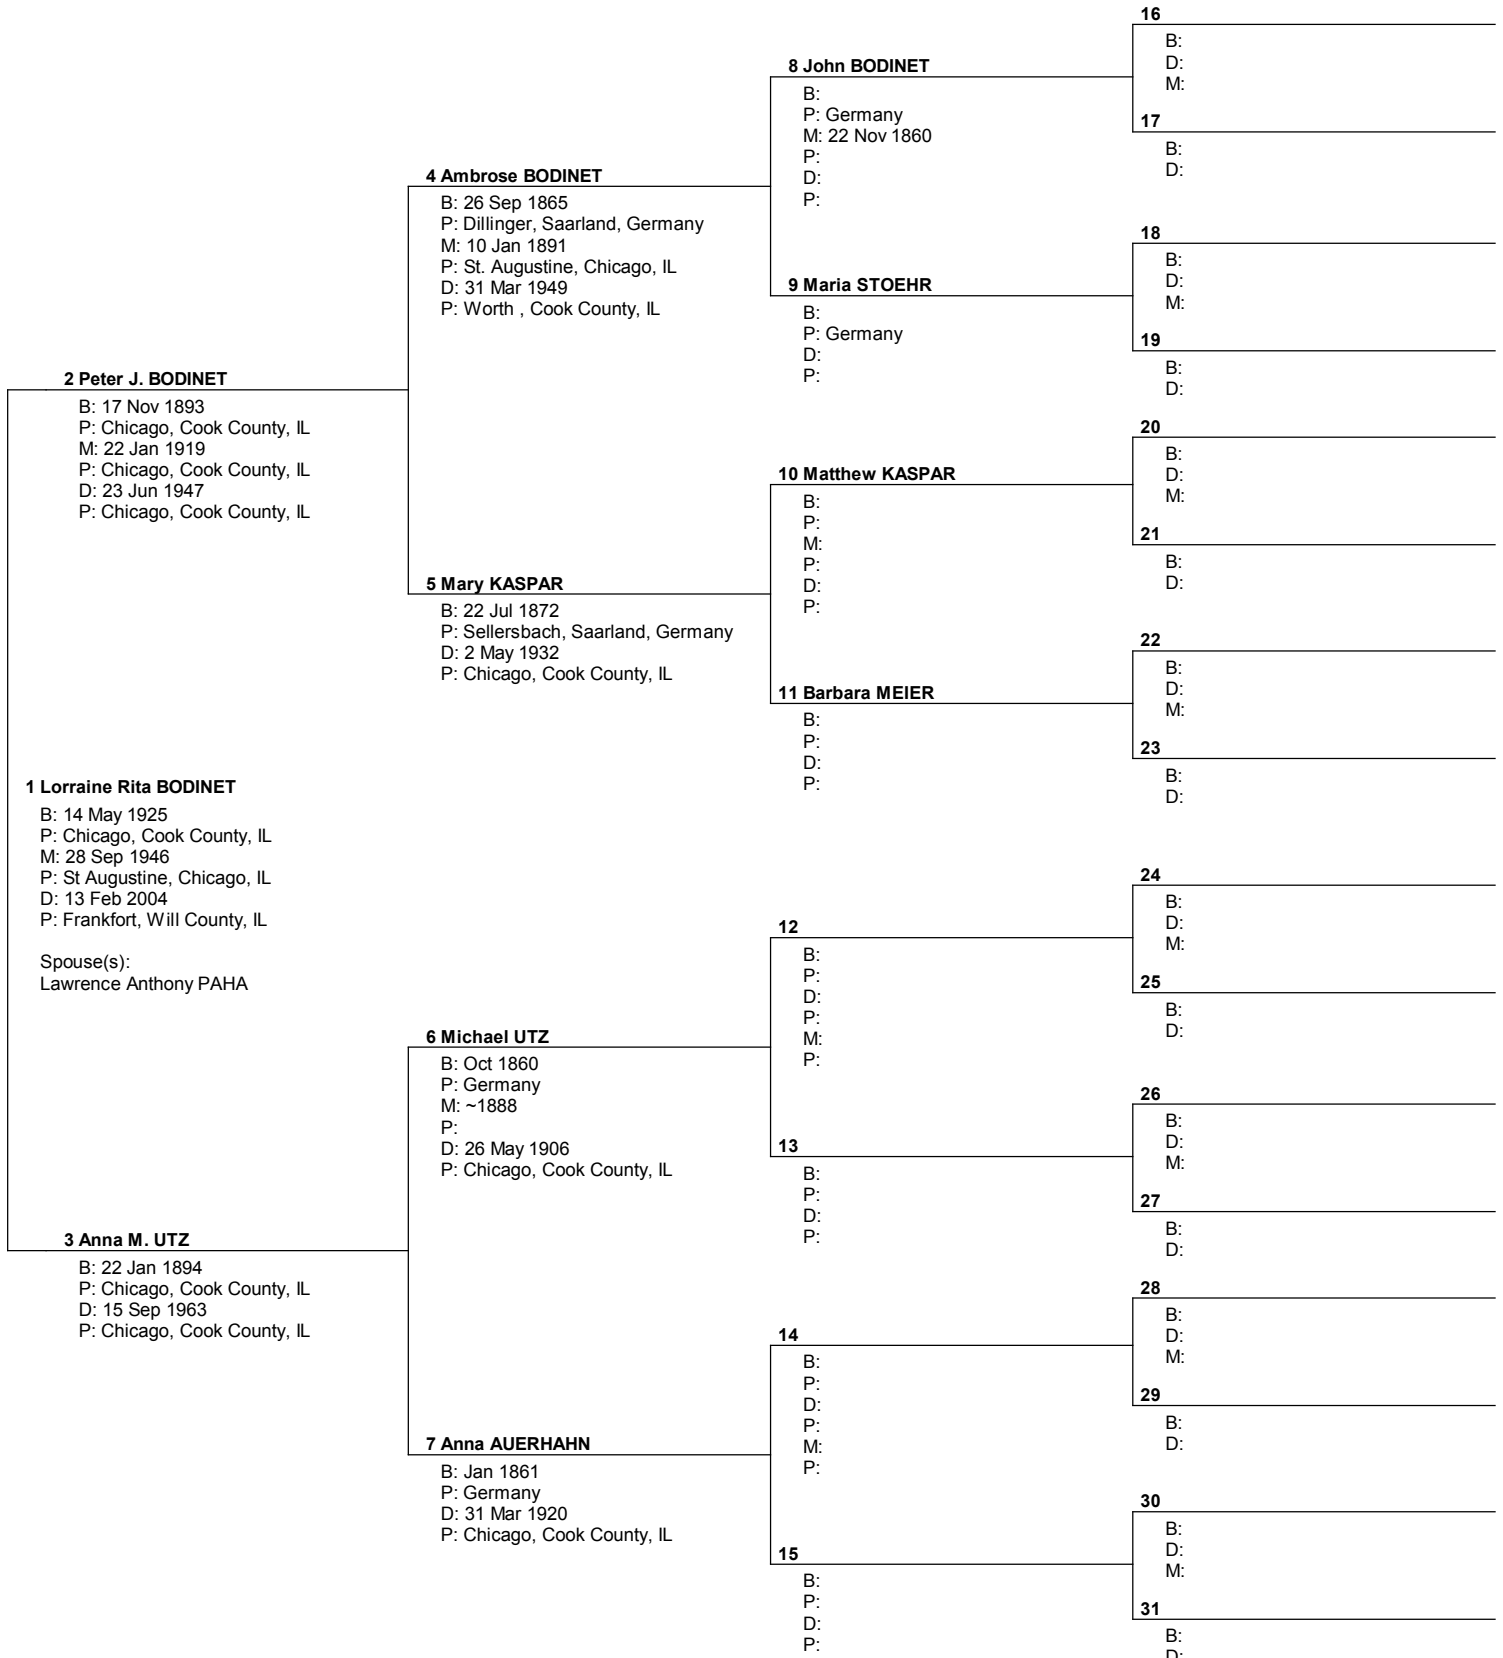 16
B:
D:
M:
8 John BODINET
B:
P: Germany
M: 22 Nov 1860
P:
D:
P:
17
B:
D:
4 Ambrose BODINET
B: 26 Sep 1865
P: Dillinger, Saarland, Germany
M: 10 Jan 1891
P: St. Augustine, Chicago, IL
D: 31 Mar 1949
P: Worth , Cook County, IL
18
B:
D:
M:
9 Maria STOEHR
B:
P: Germany
D:
P:
19
B:
D:
2 Peter J. BODINET
B: 17 Nov 1893
P: Chicago, Cook County, IL
M: 22 Jan 1919
P: Chicago, Cook County, IL
D: 23 Jun 1947
P: Chicago, Cook County, IL
20
B:
D:
M:
10 Matthew KASPAR
B:
P:
M:
P:
D:
P:
21
B:
D:
5 Mary KASPAR
B: 22 Jul 1872
P: Sellersbach, Saarland, Germany
D: 2 May 1932
P: Chicago, Cook County, IL
22
B:
D:
M:
11 Barbara MEIER
B:
P:
D:
P:
23
B:
D:
1 Lorraine Rita BODINET
B: 14 May 1925
P: Chicago, Cook County, IL
M: 28 Sep 1946
P: St Augustine, Chicago, IL
D: 13 Feb 2004
P: Frankfort, Will County, IL
Spouse(s):
Lawrence Anthony PAHA
24
B:
D:
M:
12
B:
P:
D:
P:
M:
P:
25
B:
D:
6 Michael UTZ
B: Oct 1860
P: Germany
M: ~1888
P:
D: 26 May 1906
P: Chicago, Cook County, IL
26
B:
D:
M:
13
B:
P:
D:
P:
27
B:
D:
3 Anna M. UTZ
B: 22 Jan 1894
P: Chicago, Cook County, IL
D: 15 Sep 1963
P: Chicago, Cook County, IL
28
B:
D:
M:
14
B:
P:
D:
P:
M:
P:
29
B:
D:
7 Anna AUERHAHN
B: Jan 1861
P: Germany
D: 31 Mar 1920
P: Chicago, Cook County, IL
30
B:
D:
M:
15
B:
P:
D:
P:
31
B:
D: